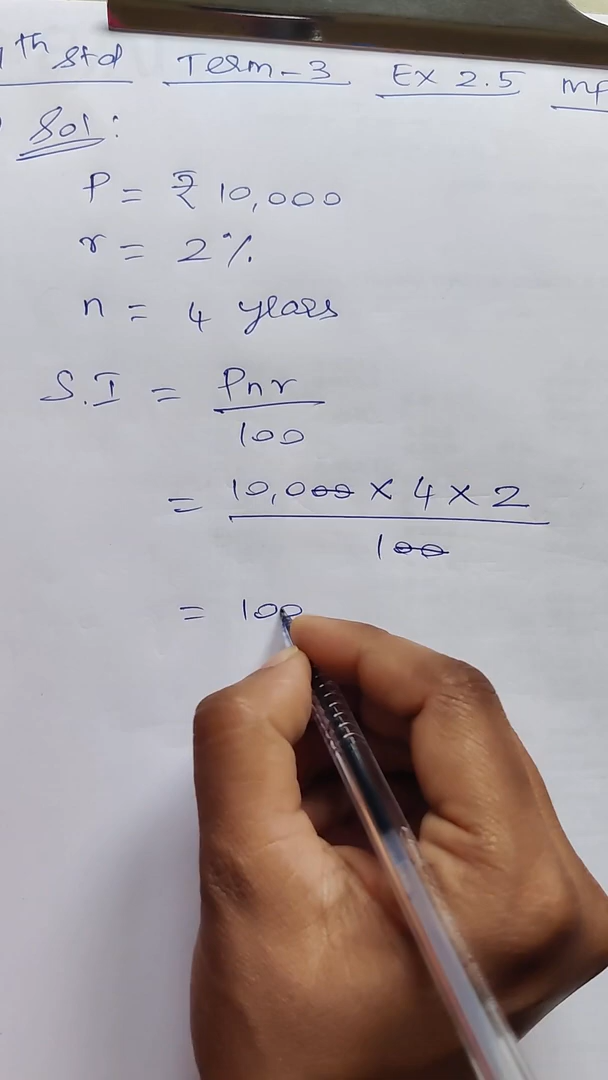 th Std Term-3 Ex 2.5
Sol:
P = ₹ 10,000
r = 2%
n = 4 years
S.I = Pnr
100
= 10,000 × 4 × 2
100
= 100